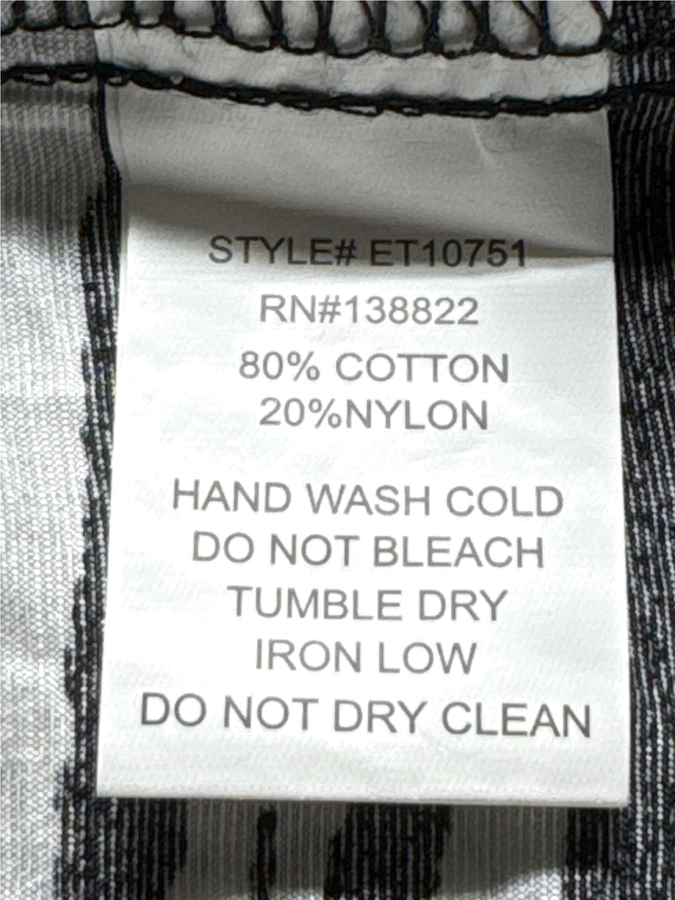 STYLE# ET10751
RN#138822
80% COTTON
20%NYLON
HAND WASH COLD
DO NOT BLEACH
TUMBLE DRY
IRON LOW
DO NOT DRY CLEAN